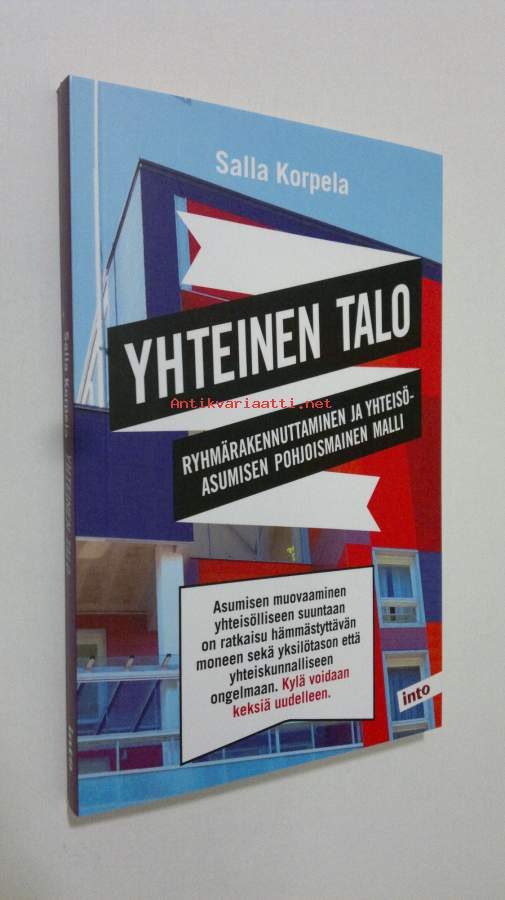 Salla Korpela
YHTEINEN TALO
Antikvariaatti.net
RYHMÄRAKENNUTTAMINEN JA YHTEISÖ-
ASUMISEN POHJOISMAINEN MALLI
Asumisen muovaaminen
yhteisölliseen suuntaan
on ratkaisu hämmästyttävän
moneen sekä yksilötason että
yhteiskunnalliseen
ongelmaan. Kylä voidaan
keksiä uudelleen.
into
Salla Korpela YHTEINEN TALO
into